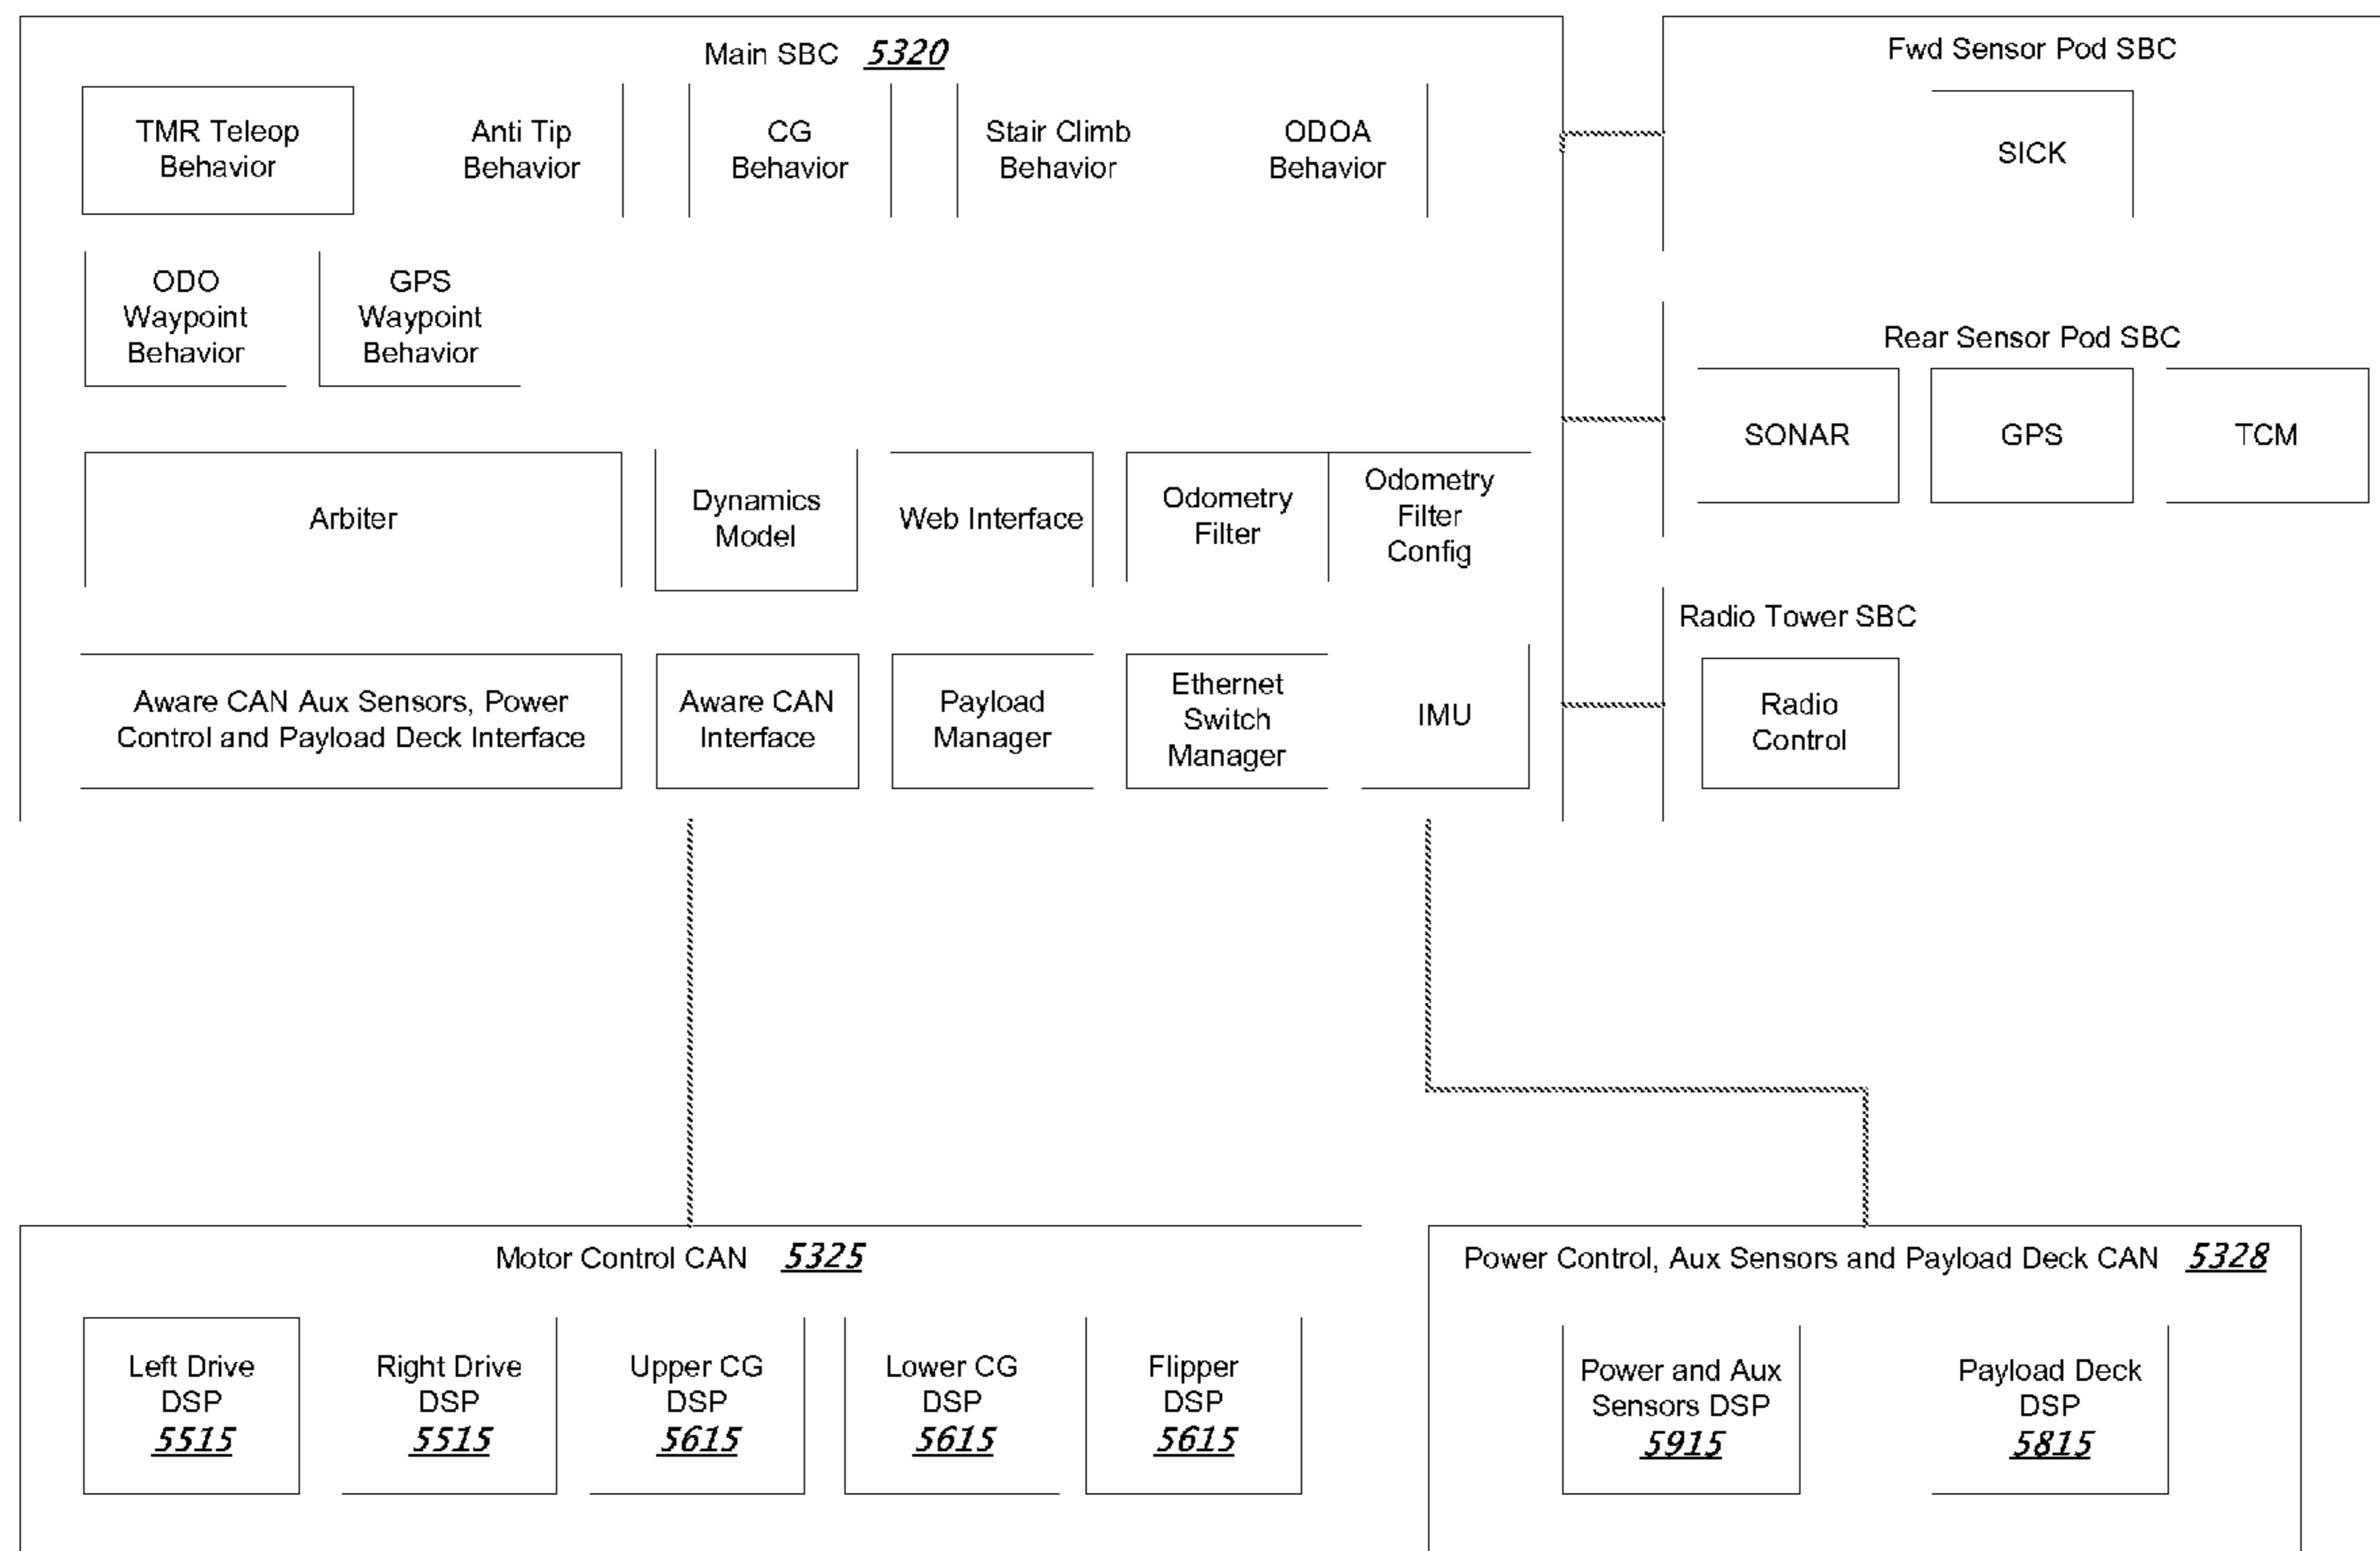 Main SBC 5320
TMR Teleop
Behavior
Anti Tip
Behavior
CG
Behavior
Stair Climb
Behavior
ODOA
Behavior
ODO
Waypoint
Behavior
GPS
Waypoint
Behavior
Arbiter
Dynamics
Model
Web Interface
Odometry
Filter
Odometry
Filter
Config
Aware CAN Aux Sensors, Power
Control and Payload Deck Interface
Aware CAN
Interface
Payload
Manager
Ethernet
Switch
Manager
IMU
Fwd Sensor Pod SBC
SICK
Rear Sensor Pod SBC
SONAR
GPS
TCM
Radio Tower SBC
Radio
Control
Motor Control CAN 5325
Left Drive
DSP
5515
Right Drive
DSP
5515
Upper CG
DSP
5615
Lower CG
DSP
5615
Flipper
DSP
5615
Power Control, Aux Sensors and Payload Deck CAN 5328
Power and Aux
Sensors DSP
5915
Payload Deck
DSP
5815